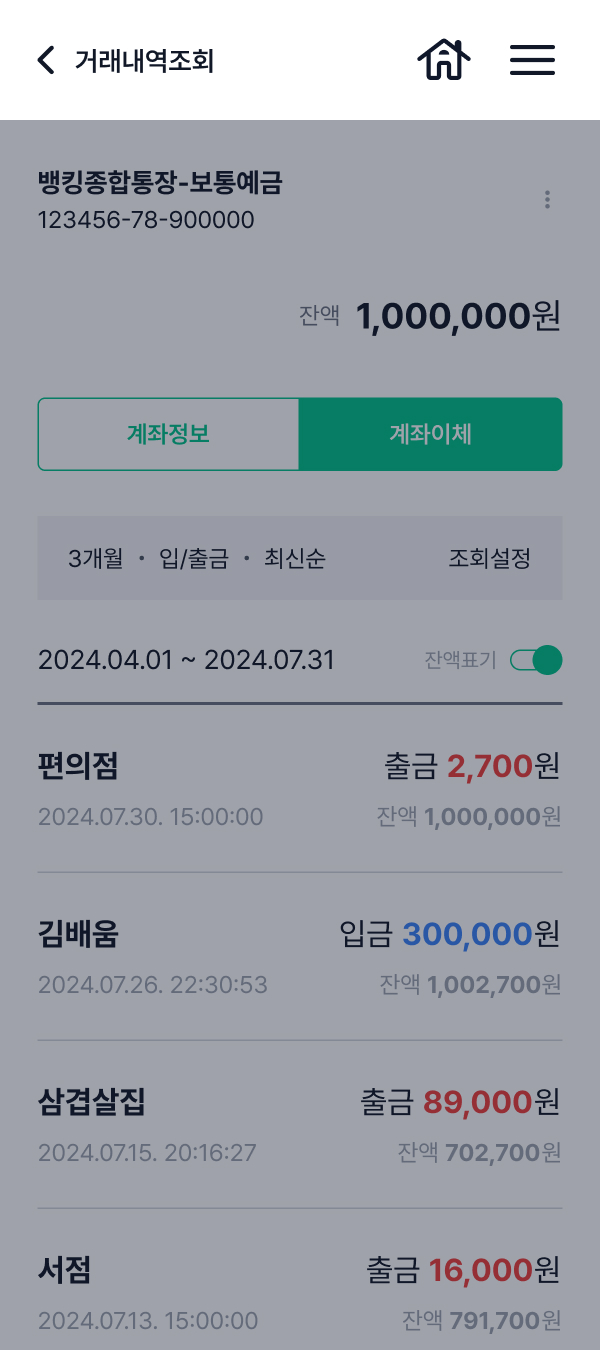 거래내역조회
뱅킹종합통장-보통예금
123456-78-900000
잔액 1,000,000원
계좌정보 계좌이체
3개월 · 입/출금 · 최신순 조회설정
2024.04.01 ~ 2024.07.31 잔액표기
편의점 출금 2,700원
2024.07.30. 15:00:00 잔액 1,000,000원
김배움 입금 300,000원
2024.07.26. 22:30:53 잔액 1,002,700원
삼겹살집 출금 89,000원
2024.07.15. 20:16:27 잔액 702,700원
서점 출금 16,000원
2024.07.13. 15:00:00 잔액 791,700원